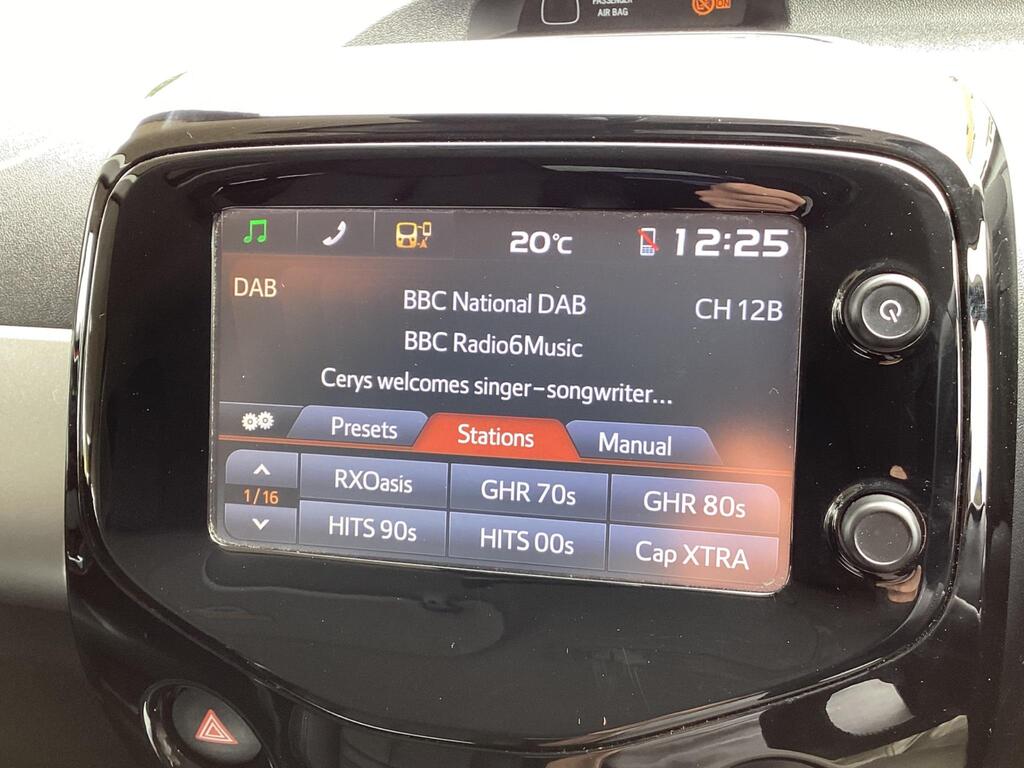 PASSENGER
AIR BAG
ON
20°C
12:25
DAB
BBC National DAB
CH 12B
BBC Radio6Music
Cerys welcomes singer-songwriter...
Presets
Stations
Manual
1/16
RXOasis
GHR 70s
GHR 80s
HITS 90s
HITS 00s
Cap XTRA